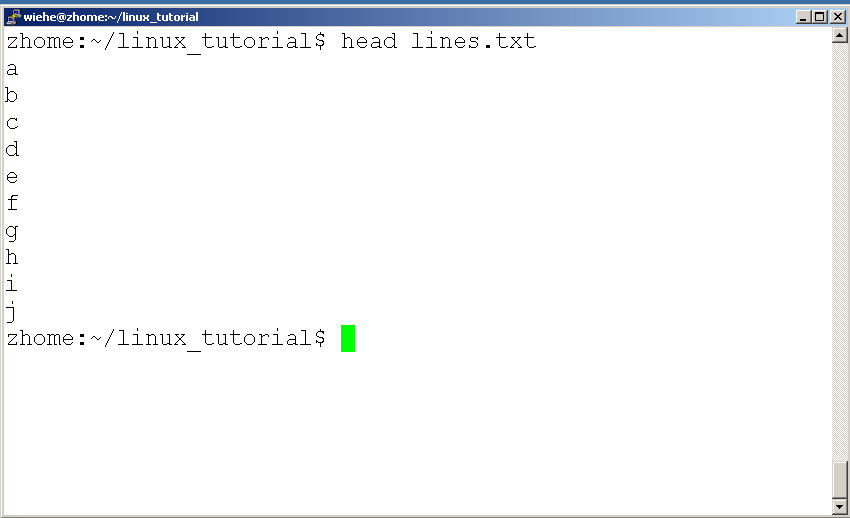 wiehe@zhome:~/linux_tutorial
zhome:~/linux_tutorial$ head lines.txt
a
b
c
d
e
f
g
h
i
j
zhome:~/linux_tutorial$